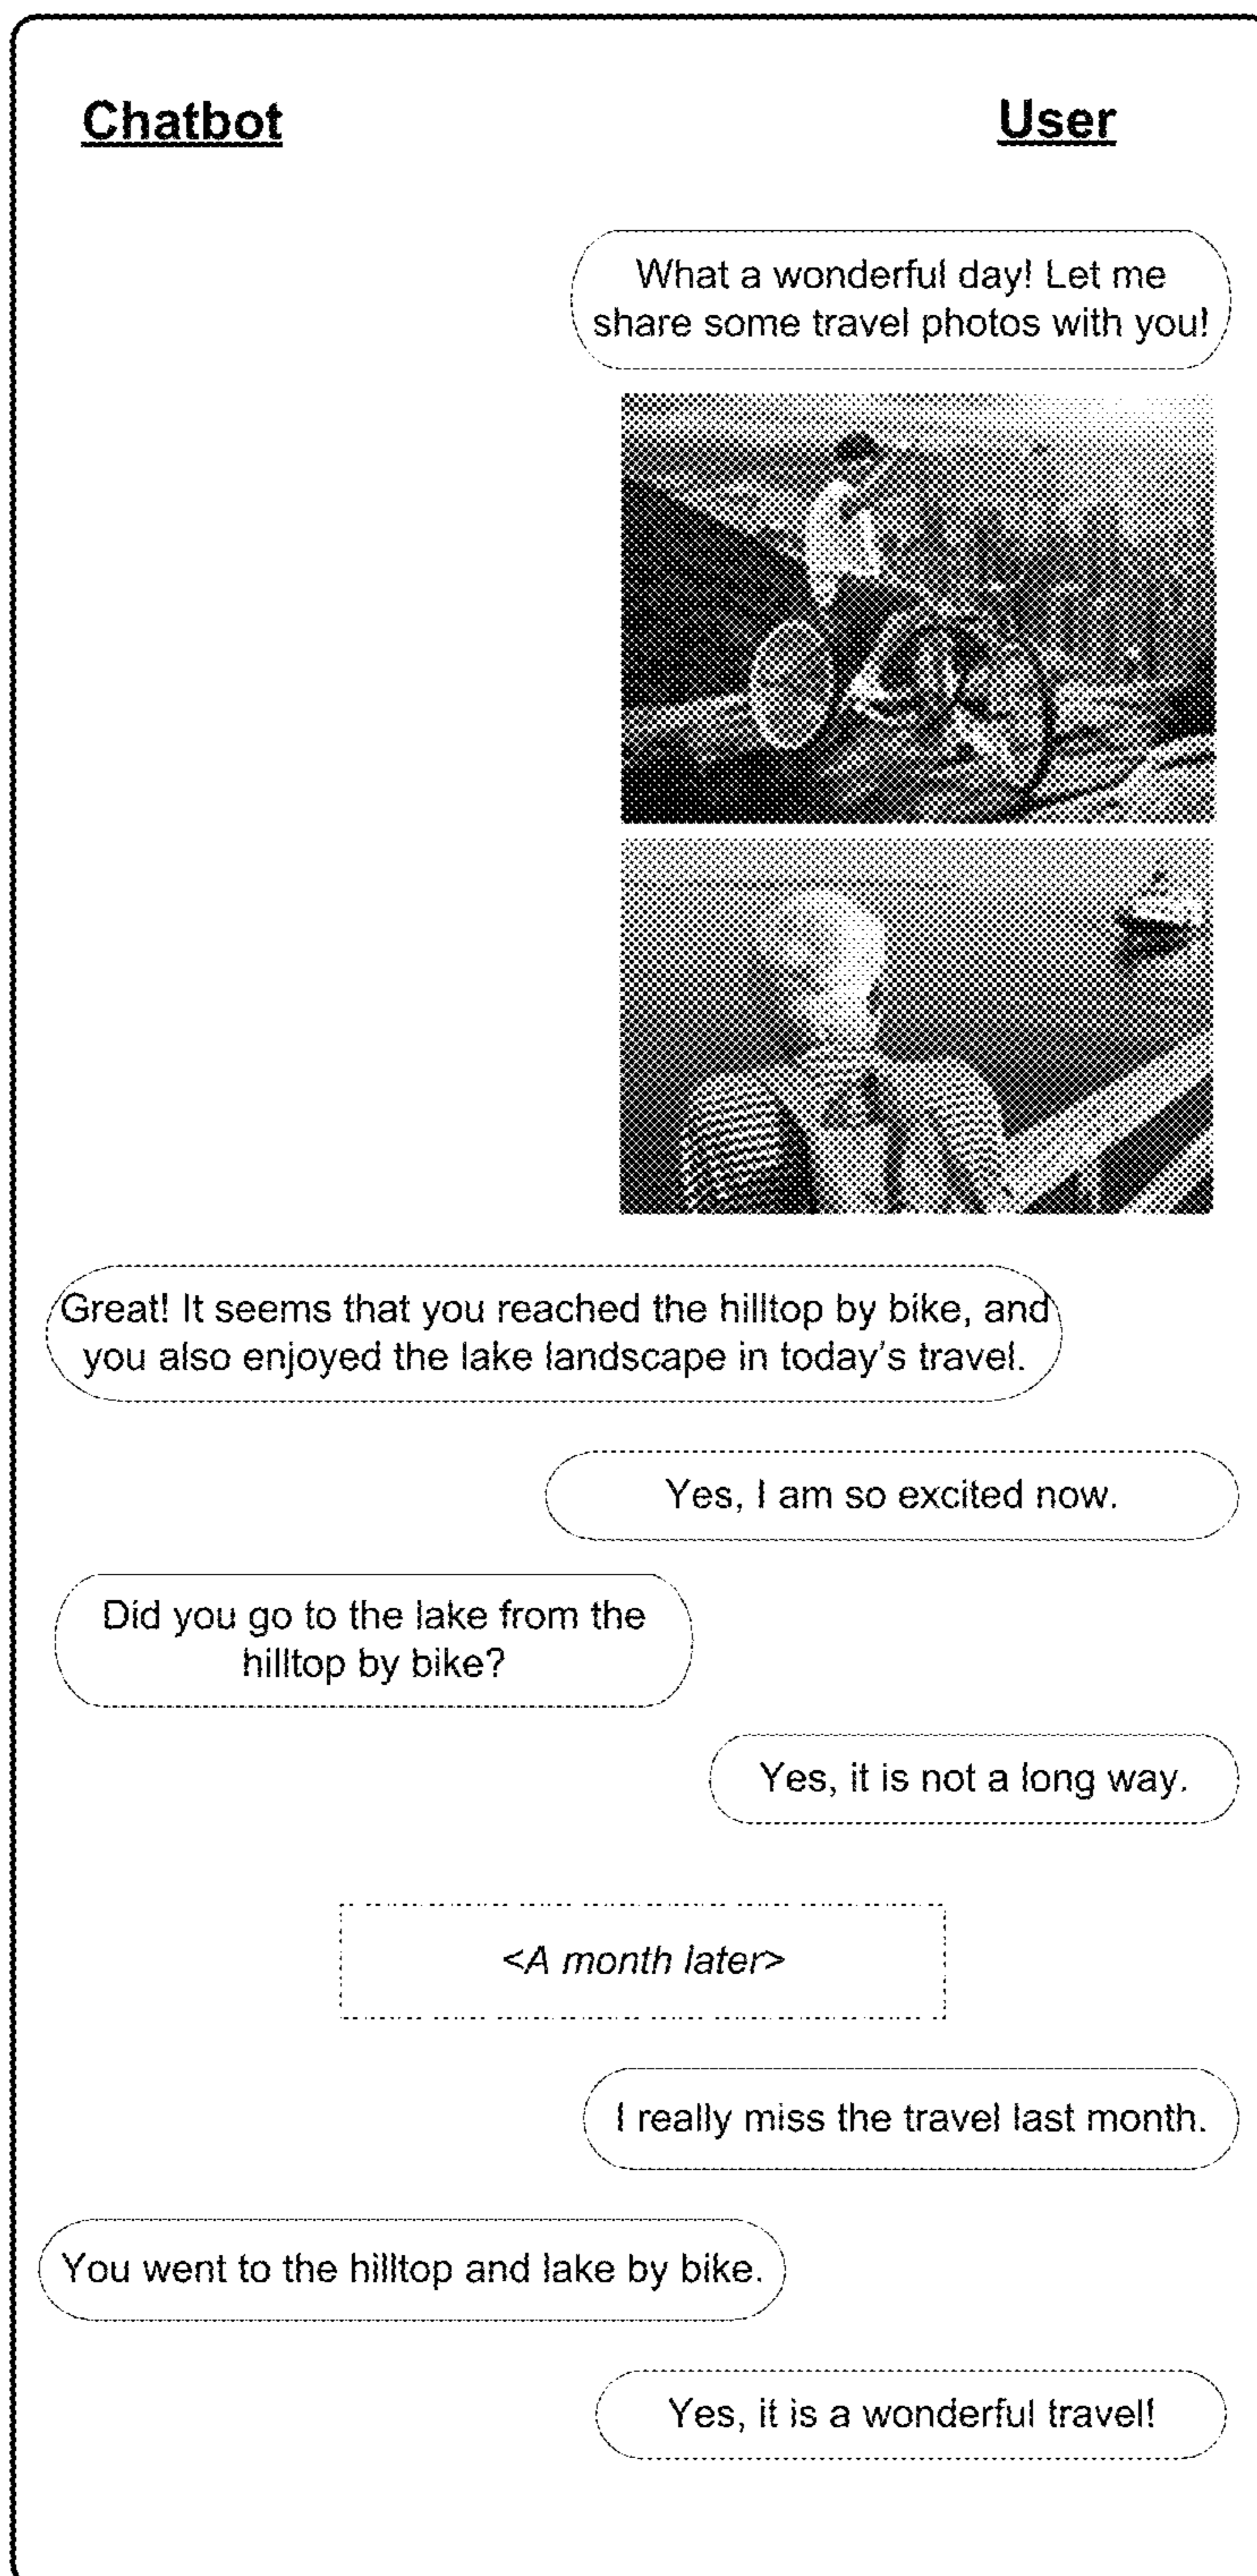 Chatbot
User
What a wonderful day! Let me
share some travel photos with you!
Great! It seems that you reached the hilltop by bike, and
you also enjoyed the lake landscape in today's travel.
Yes, I am so excited now.
Did you go to the lake from the
hilltop by bike?
Yes, it is not a long way.
<A month later>
I really miss the travel last month.
You went to the hilltop and lake by bike.
Yes, it is a wonderful travel!